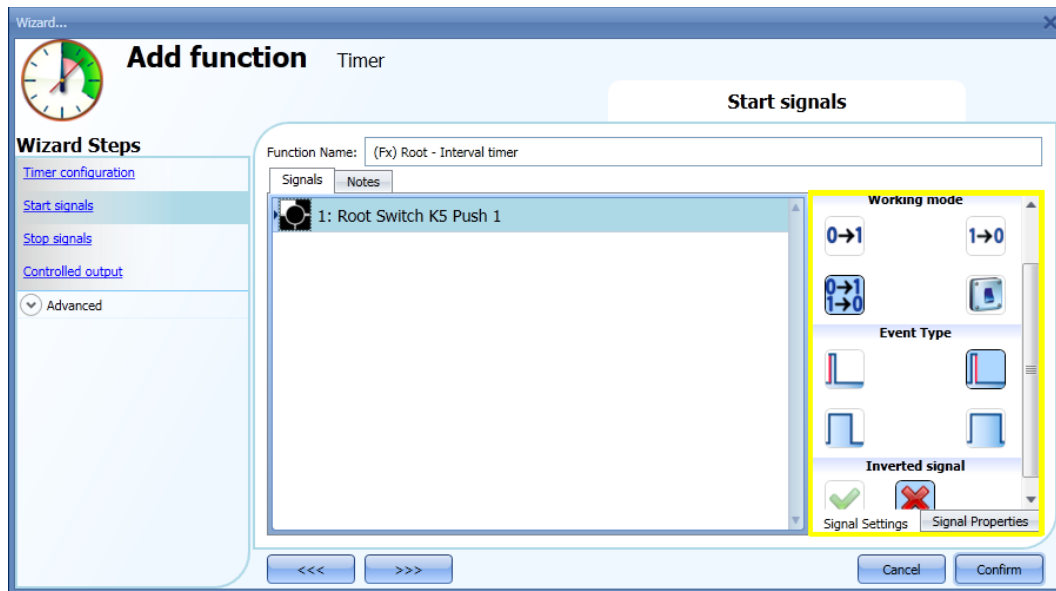 Wizard...
Add function Timer
Start signals
Wizard Steps
Timer configuration
Start signals
Stop signals
Controlled output
Advanced
Function Name: (Fx) Root - Interval timer
Signals Notes
1: Root Switch K5 Push 1
Working mode
0→1 1→0
0→1
1→0
Event Type
Inverted signal
Signal Settings Signal Properties
<<< >>> Cancel Confirm